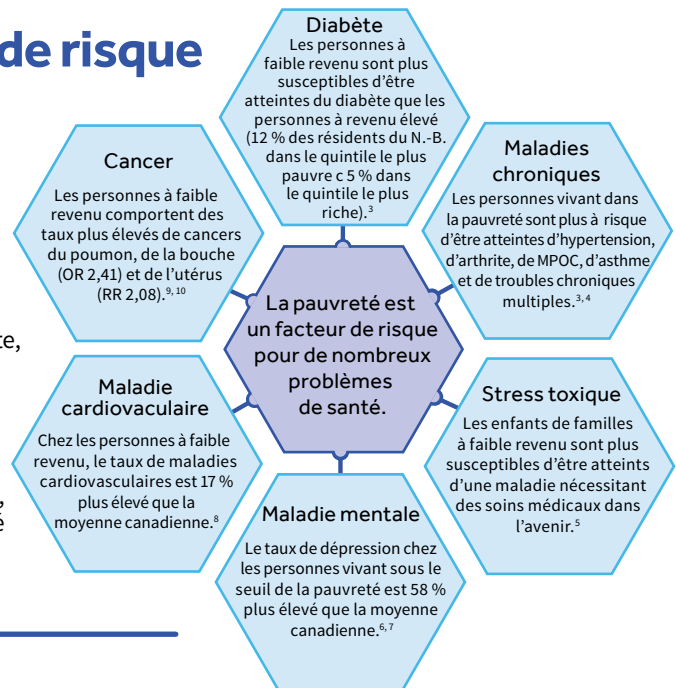 de risque
Diabète
Les personnes à
faible revenu sont plus
susceptibles d'être
atteintes du diabète que les
personnes à revenu élevé
(12 % des résidents du N.-B.
dans le quintile le plus
pauvre c 5 % dans
le quintile le plus
riche).³
Cancer
Les personnes à faible
revenu comportent des
taux plus élevés de cancers
du poumon, de la bouche
(OR 2,41) et de l'utérus
(RR 2,08).⁹, ¹⁰
Maladies
chroniques
Les personnes vivant dans
la pauvreté sont plus à risque
d'être atteintes d'hypertension,
d'arthrite, de MPOC, d'asthme
et de troubles chroniques
multiples.³, ⁴
La pauvreté est
un facteur de risque
pour de nombreux
problèmes
de santé.
Maladie
cardiovaculaire
Chez les personnes à faible
revenu, le taux de maladies
cardiovasculaires est 17 %
plus élevé que la
moyenne canadienne.⁸
Stress toxique
Les enfants de familles
à faible revenu sont plus
susceptibles d'être atteints
d'une maladie nécessitant
des soins médicaux dans
l'avenir.⁵
Maladie mentale
Le taux de dépression chez
les personnes vivant sous le
seuil de la pauvreté est 58 %
plus élevé que la moyenne
canadienne.⁶, ⁷